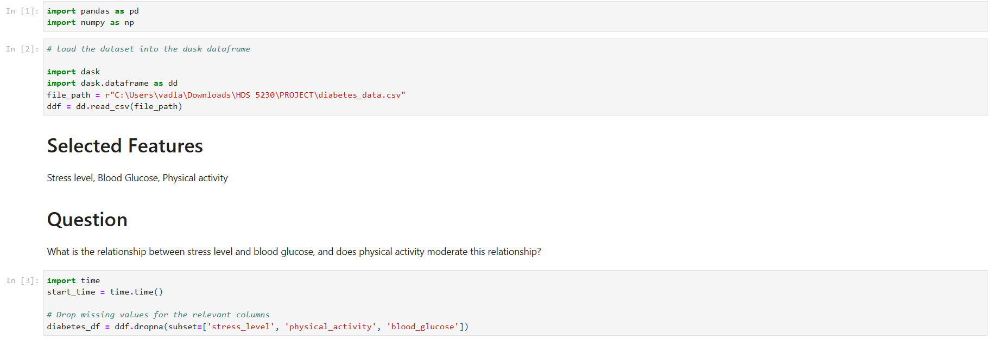 In [1]: import pandas as pd
import numpy as np
In [2]: # load the dataset into the dask dataframe
import dask
import dask.dataframe as dd
file_path = r"C:\Users\vadla\Downloads\HDS 5230\PROJECT\diabetes_data.csv"
ddf = dd.read_csv(file_path)
Selected Features
Stress level, Blood Glucose, Physical activity
Question
What is the relationship between stress level and blood glucose, and does physical activity moderate this relationship?
In [3]: import time
start_time = time.time()
# Drop missing values for the relevant columns
diabetes_df = ddf.dropna(subset=['stress_level', 'physical_activity', 'blood_glucose'])